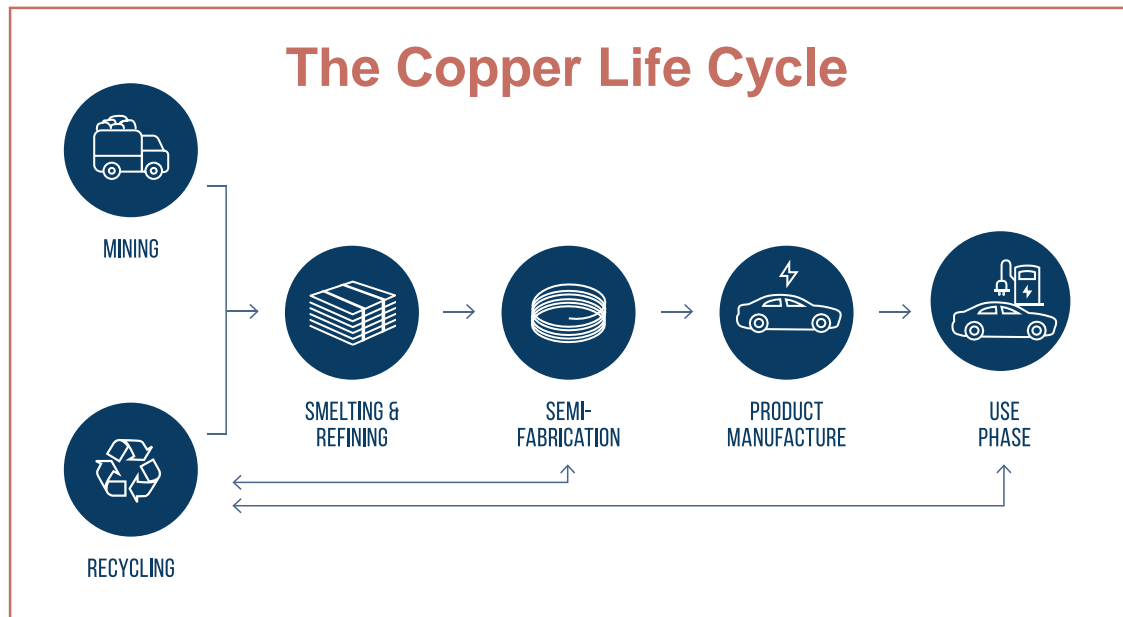 The Copper Life Cycle
MINING
SMELTING &
REFINING
SEMI-
FABRICATION
PRODUCT
MANUFACTURE
USE
PHASE
RECYCLING